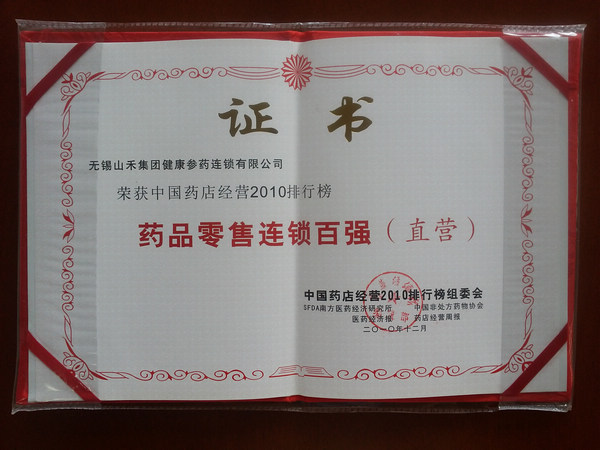 证书
无锡山禾集团健康参药连锁有限公司
荣获中国药店经营2010排行榜
药品零售连锁百强（直营）
中国药店经营2010排行榜组委会
SFDA南方医药经济研究所 中国非处方药物协会
医药经济报 药店经营周报
二〇一〇年十二月